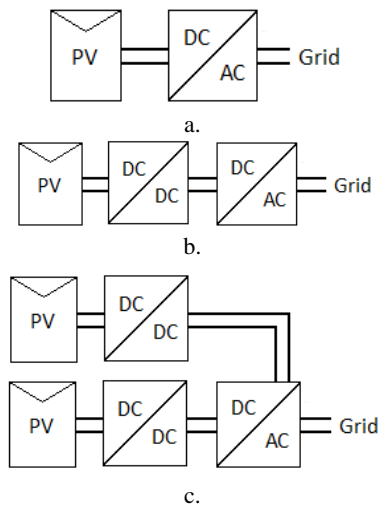 PV DC AC Grid
a.
PV DC DC DC AC Grid
b.
PV DC DC
PV DC DC DC AC Grid
c.